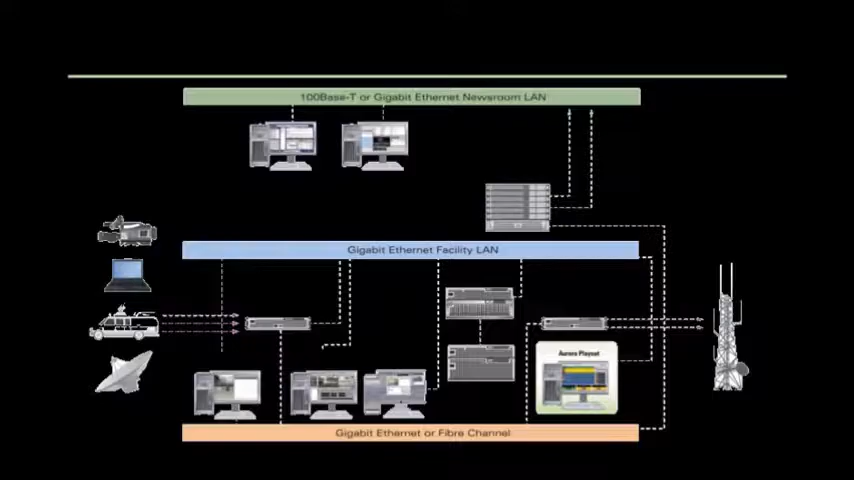 100Base-T or Gigabit Ethernet Newsroom LAN
Gigabit Ethernet Facility LAN
Aurora Playout
Gigabit Ethernet or Fibre Channel